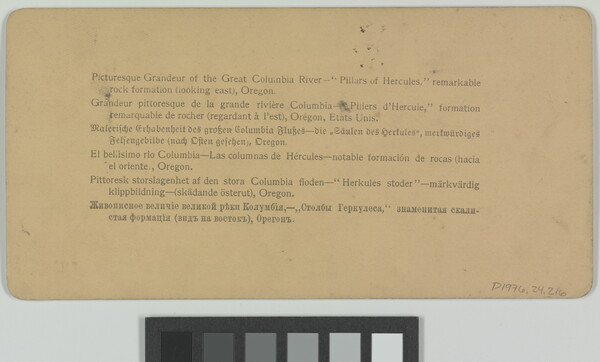 Picturesque Grandeur of the Great Columbia River—"Pillars of Hercules," remarkable
rock formation (looking east), Oregon.
Grandeur pittoresque de la grande rivière Columbia—"Piliers d'Hercule," formation
remarquable de rocher (regardant à l'est), Orégon, Etats Unis.
Malerische Erhabenheit des großen Columbia Flußes—die „Säulen des Herkules", merkwürdiges
Felsengebilde (nach Osten gesehen), Oregon.
El bellisimo rio Columbia—Las columnas de Hércules—notable formación de rocas (hacia
el oriente), Oregon.
Pittoresk storslagenhet af den stora Columbia floden—"Herkules stoder"—märkvärdig
klippbildning—(skådande österut), Oregon.
Живописное величіе великой рѣки Колумбія,—„Столбы Геркулеса," знаменитая скали-
стая формація (видъ на востокъ), Орегонъ.
D1976.24.216